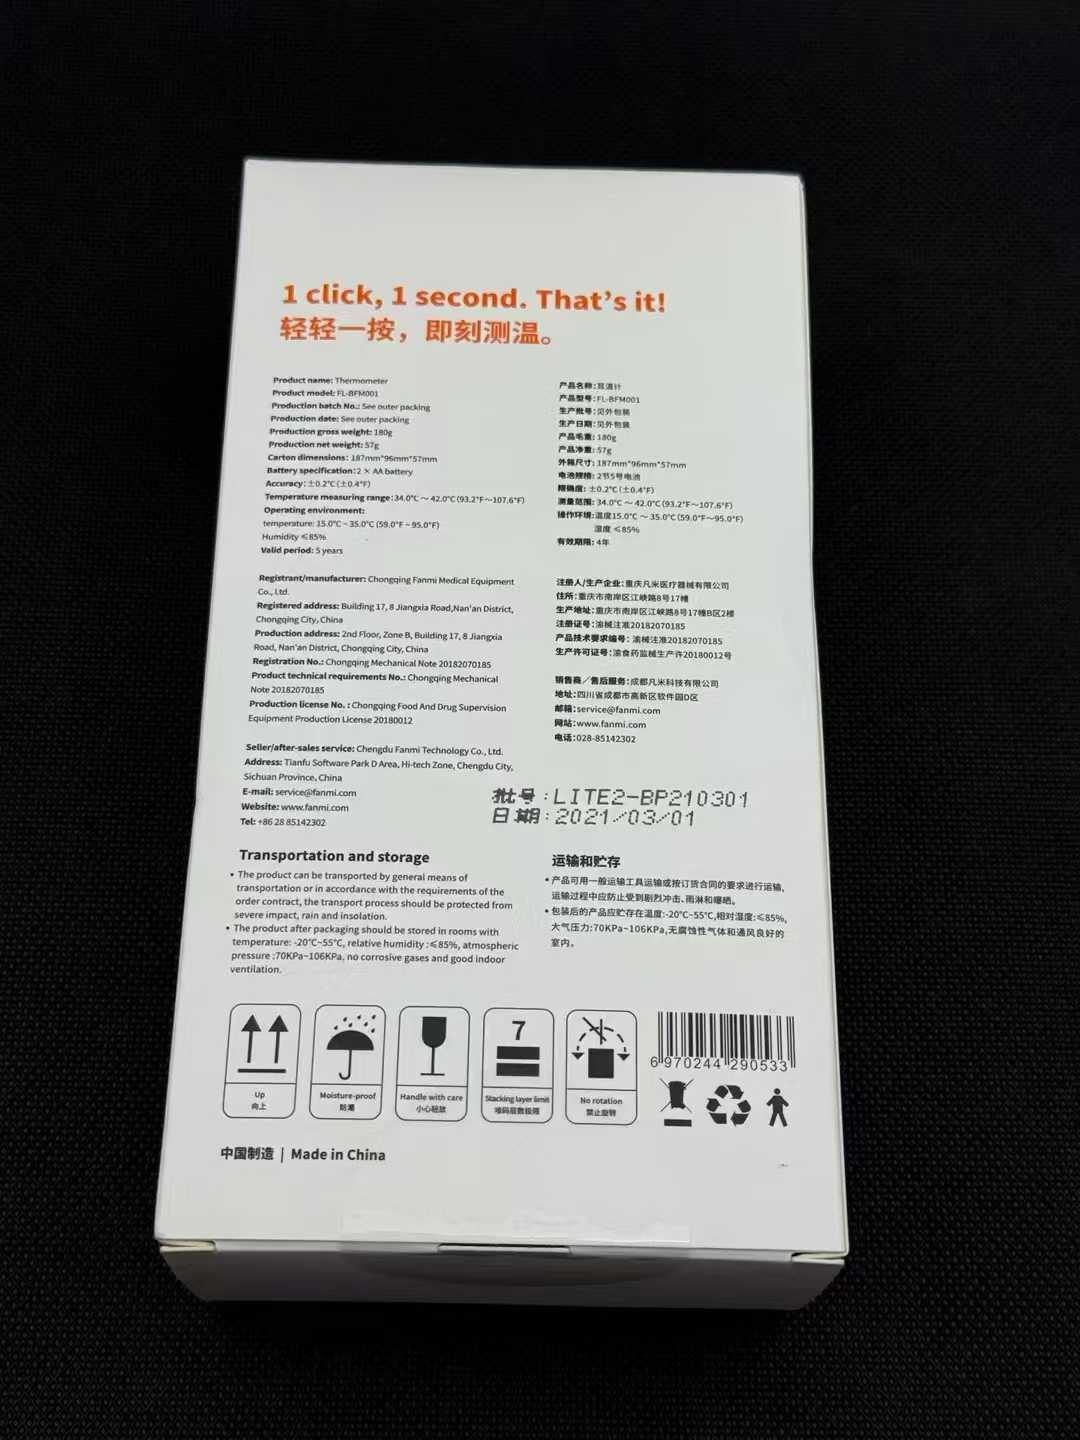 1 click, 1 second. That's it!
轻轻一按，即刻测温。
Product name: Thermometer
Product model: FL-BFM001
Production batch No.: See outer packing
Production date: See outer packing
Production gross weight: 180g
Production net weight: 57g
Carton dimensions: 187mm*96mm*57mm
Battery specification: 2 × AA battery
Accuracy: ±0.2℃ (±0.4℉)
Temperature measuring range: 34.0℃ ～ 42.0℃ (93.2℉～107.6℉)
Operating environment:
temperature: 15.0℃ ~ 35.0℃ (59.0℉ ~ 95.0℉)
Humidity ≤85%
Valid period: 5 years
Registrant/manufacturer: Chongqing Fanmi Medical Equipment
Co., Ltd.
Registered address: Building 17, 8 Jiangxia Road,Nan'an District,
Chongqing City, China
Production address: 2nd Floor, Zone B, Building 17, 8 Jiangxia
Road, Nan'an District, Chongqing City, China
Registration No.: Chongqing Mechanical Note 20182070185
Product technical requirements No.: Chongqing Mechanical
Note 20182070185
Production license No. : Chongqing Food And Drug Supervision
Equipment Production License 20180012
Seller/after-sales service: Chengdu Fanmi Technology Co., Ltd.
Address: Tianfu Software Park D Area, Hi-tech Zone, Chengdu City,
Sichuan Province, China
E-mail: service@fanmi.com
Website: www.fanmi.com
Tel: +86 28 85142302
产品名称: 耳温计
产品型号: FL-BFM001
生产批号: 见外包装
生产日期: 见外包装
产品毛重: 180g
产品净重: 57g
外箱尺寸: 187mm*96mm*57mm
电池规格: 2节5号电池
精确度: ±0.2℃ (±0.4℉)
测量范围: 34.0℃ ～ 42.0℃ (93.2℉～107.6℉)
操作环境: 温度15.0℃ ～ 35.0℃ (59.0℉～95.0℉)
湿度 ≤85%
有效期限: 4年
注册人/生产企业: 重庆凡米医疗器械有限公司
住所: 重庆市南岸区江峡路8号17幢
生产地址: 重庆市南岸区江峡路8号17幢B区2楼
注册证号: 渝械注准20182070185
产品技术要求编号: 渝械注准20182070185
生产许可证号: 渝食药监械生产许20180012号
销售商／售后服务: 成都凡米科技有限公司
地址: 四川省成都市高新区软件园D区
邮箱: service@fanmi.com
网站: www.fanmi.com
电话: 028-85142302
批号:LITE2-BP210301
日期:2021/03/01
Transportation and storage
• The product can be transported by general means of
transportation or in accordance with the requirements of the
order contract, the transport process should be protected from
severe impact, rain and insolation.
• The product after packaging should be stored in rooms with
temperature: -20℃~55℃, relative humidity :≤85%, atmospheric
pressure :70KPa~106KPa, no corrosive gases and good indoor
ventilation.
运输和贮存
• 产品可用一般运输工具运输或按订货合同的要求进行运输,
运输过程中应防止受到剧烈冲击、雨淋和曝晒。
• 包装后的产品应贮存在温度:-20℃~55℃,相对湿度:≤85%,
大气压力:70KPa~106KPa,无腐蚀性气体和通风良好的
室内。
Up
向上
Moisture-proof
防潮
Handle with care
小心轻放
7
Stacking layer limit
堆码层数极限
No rotation
禁止旋转
6 970244 290533
中国制造 | Made in China